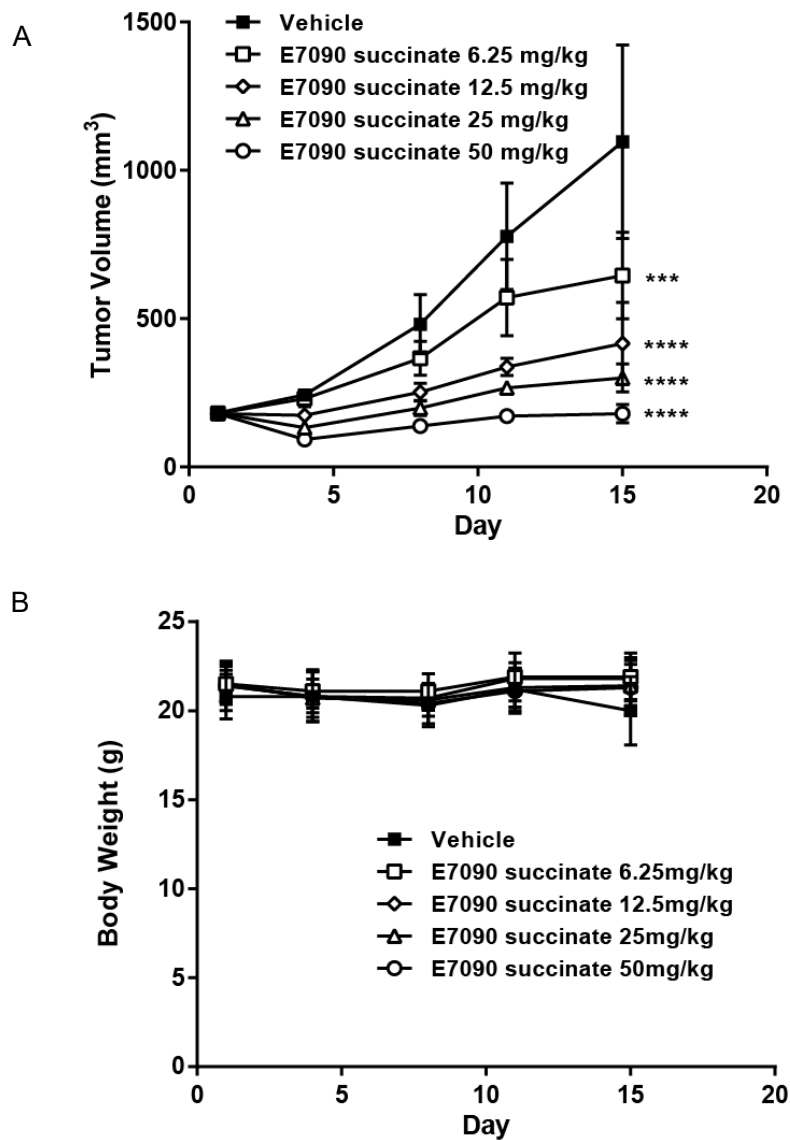 A
Tumor Volume (mm³)
1500
1000
500
0
Vehicle
E7090 succinate 6.25 mg/kg
E7090 succinate 12.5 mg/kg
E7090 succinate 25 mg/kg
E7090 succinate 50 mg/kg
***
****
****
****
0 5 10 15 20
Day
B
Body Weight (g)
25
20
15
10
5
0
Vehicle
E7090 succinate 6.25mg/kg
E7090 succinate 12.5mg/kg
E7090 succinate 25mg/kg
E7090 succinate 50mg/kg
0 5 10 15 20
Day